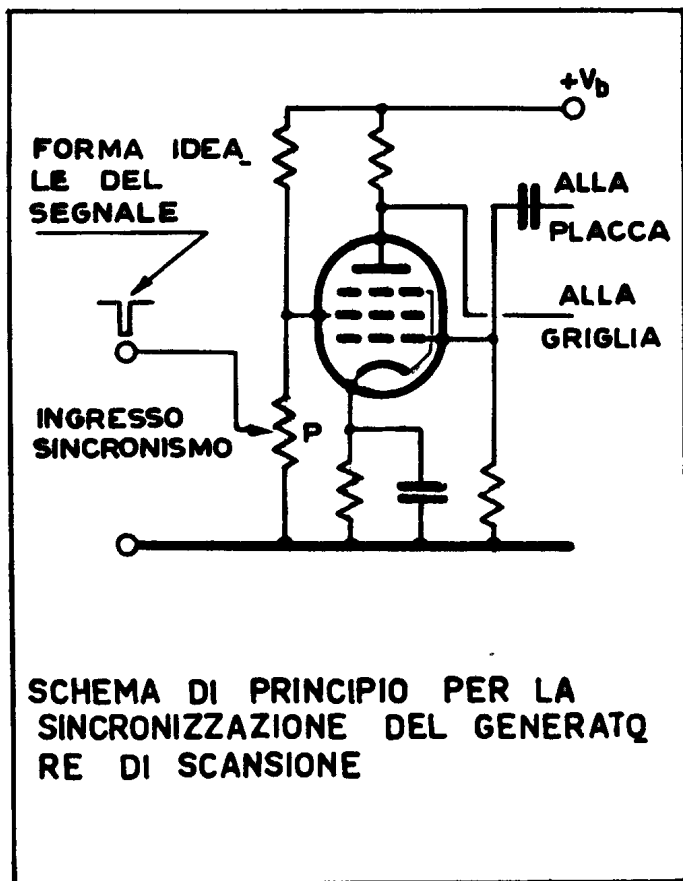 +Vb
FORMA IDEA_
LE DEL
SEGNALE
ALLA
PLACCA
ALLA
GRIGLIA
INGRESSO
SINCRONISMO
P
SCHEMA DI PRINCIPIO PER LA
SINCRONIZZAZIONE DEL GENERATO
RE DI SCANSIONE